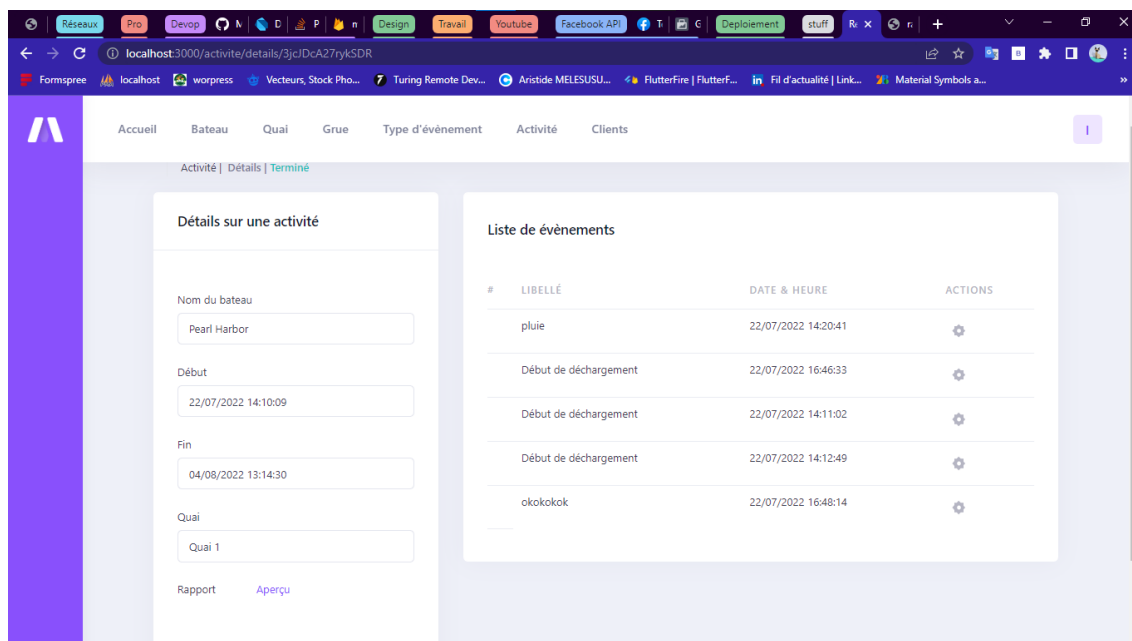 Réseaux Pro Devop N D P n Design Travail Youtube Facebook API T G Deploiement stuff
localhost:3000/activite/details/3jcJDcA27rykSDR
Formspree localhost worpress Vecteurs, Stock Pho... Turing Remote Dev... Aristide MELESUSU... FlutterFire | FlutterF... Fil d'actualité | Link... Material Symbols a... »
Accueil Bateau Quai Grue Type d'évènement Activité Clients I
Activité | Détails | Terminé
Détails sur une activité
Nom du bateau
Pearl Harbor
Début
22/07/2022 14:10:09
Fin
04/08/2022 13:14:30
Quai
Quai 1
Rapport Aperçu
Liste de évènements
# LIBELLÉ DATE & HEURE ACTIONS
pluie 22/07/2022 14:20:41
Début de déchargement 22/07/2022 16:46:33
Début de déchargement 22/07/2022 14:11:02
Début de déchargement 22/07/2022 14:12:49
okokokok 22/07/2022 16:48:14